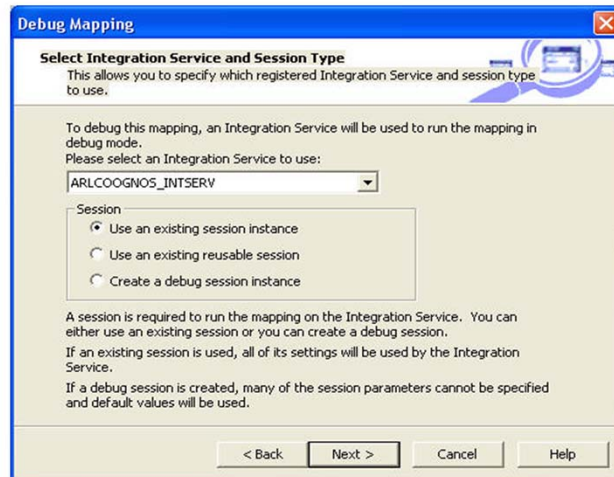 Debug Mapping
Select Integration Service and Session Type
This allows you to specify which registered Integration Service and session type
to use.
To debug this mapping, an Integration Service will be used to run the mapping in
debug mode.
Please select an Integration Service to use:
ARLCOOGNOS_INTSERV
Session
Use an existing session instance
Use an existing reusable session
Create a debug session instance
A session is required to run the mapping on the Integration Service. You can
either use an existing session or you can create a debug session.
If an existing session is used, all of its settings will be used by the Integration
Service.
If a debug session is created, many of the session parameters cannot be specified
and default values will be used.
< Back Next > Cancel Help